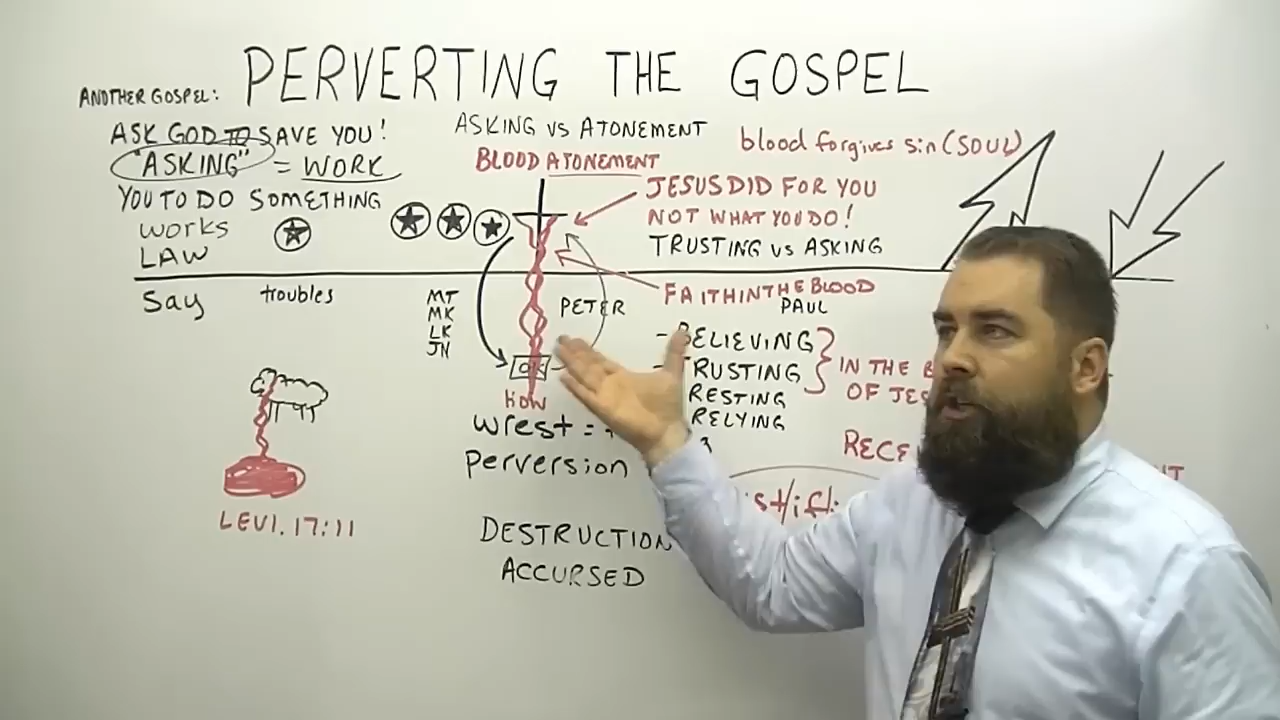 PERVERTING THE GOSPEL
ANOTHER GOSPEL:
ASK GOD TO SAVE YOU!
"ASKING" = WORK
YOU TO DO SOMETHING
works
LAW
ASKING VS ATONEMENT
BLOOD ATONEMENT
blood forgives sin (SOUL)
JESUS DID FOR YOU
NOT WHAT YOU DO!
TRUSTING VS ASKING
Say
troubles
MT
MK
LK
JN
PETER
FAITH IN THE BLOOD
PAUL
BELIEVING
TRUSTING
RESTING
RELYING
IN THE
OF
HOW
wrest =
perversion
LEVI. 17:11
DESTRUCTION
ACCURSED